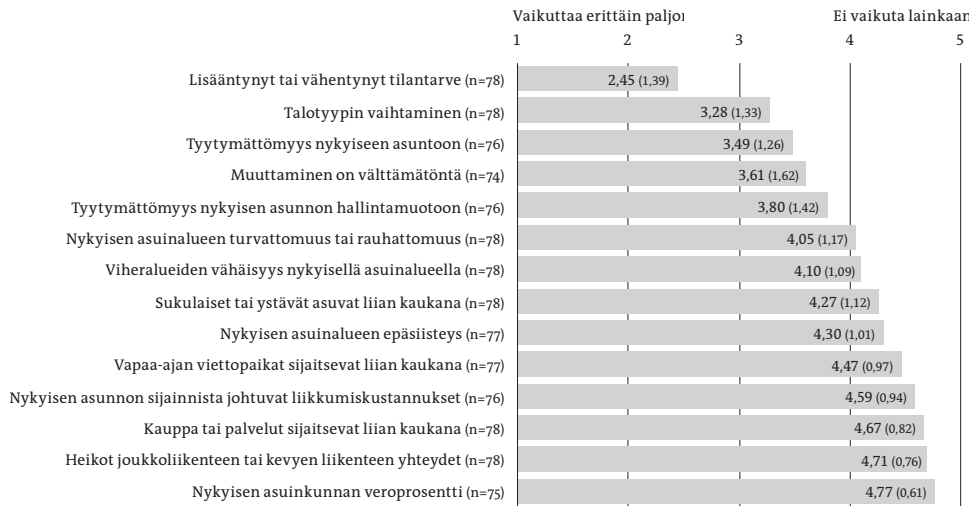 Vaikuttaa erittäin paljon Ei vaikuta lainkaan
1 2 3 4 5
Lisääntynyt tai vähentynyt tilantarve (n=78) 2,45 (1,39)
Talotyypin vaihtaminen (n=78) 3,28 (1,33)
Tyytymättömyys nykyiseen asuntoon (n=76) 3,49 (1,26)
Muuttaminen on välttämätöntä (n=74) 3,61 (1,62)
Tyytymättömyys nykyisen asunnon hallintamuotoon (n=76) 3,80 (1,42)
Nykyisen asuinalueen turvattomuus tai rauhattomuus (n=78) 4,05 (1,17)
Viheralueiden vähäisyys nykyisellä asuinalueella (n=78) 4,10 (1,09)
Sukulaiset tai ystävät asuvat liian kaukana (n=78) 4,27 (1,12)
Nykyisen asuinalueen epäsiisteys (n=77) 4,30 (1,01)
Vapaa-ajan viettopaikat sijaitsevat liian kaukana (n=77) 4,47 (0,97)
Nykyisen asunnon sijainnista johtuvat liikkumiskustannukset (n=76) 4,59 (0,94)
Kauppa tai palvelut sijaitsevat liian kaukana (n=78) 4,67 (0,82)
Heikot joukkoliikenteen tai kevyen liikenteen yhteydet (n=78) 4,71 (0,76)
Nykyisen asuinkunnan veroprosentti (n=75) 4,77 (0,61)